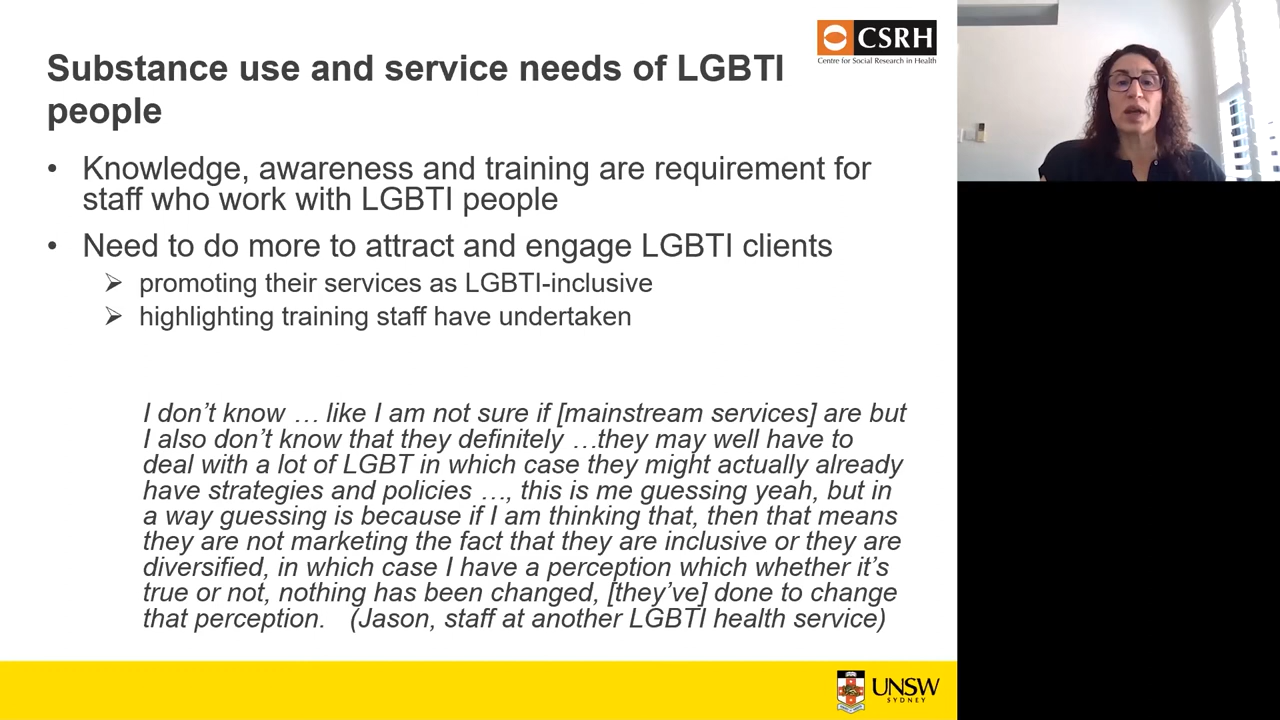 CSRH
Centre for Social Research in Health
Substance use and service needs of LGBTI
people
• Knowledge, awareness and training are requirement for
staff who work with LGBTI people
• Need to do more to attract and engage LGBTI clients
➢ promoting their services as LGBTI-inclusive
➢ highlighting training staff have undertaken
I don’t know … like I am not sure if [mainstream services] are but
I also don’t know that they definitely …they may well have to
deal with a lot of LGBT in which case they might actually already
have strategies and policies …, this is me guessing yeah, but in
a way guessing is because if I am thinking that, then that means
they are not marketing the fact that they are inclusive or they are
diversified, in which case I have a perception which whether it’s
true or not, nothing has been changed, [they’ve] done to change
that perception. (Jason, staff at another LGBTI health service)
UNSW
SYDNEY